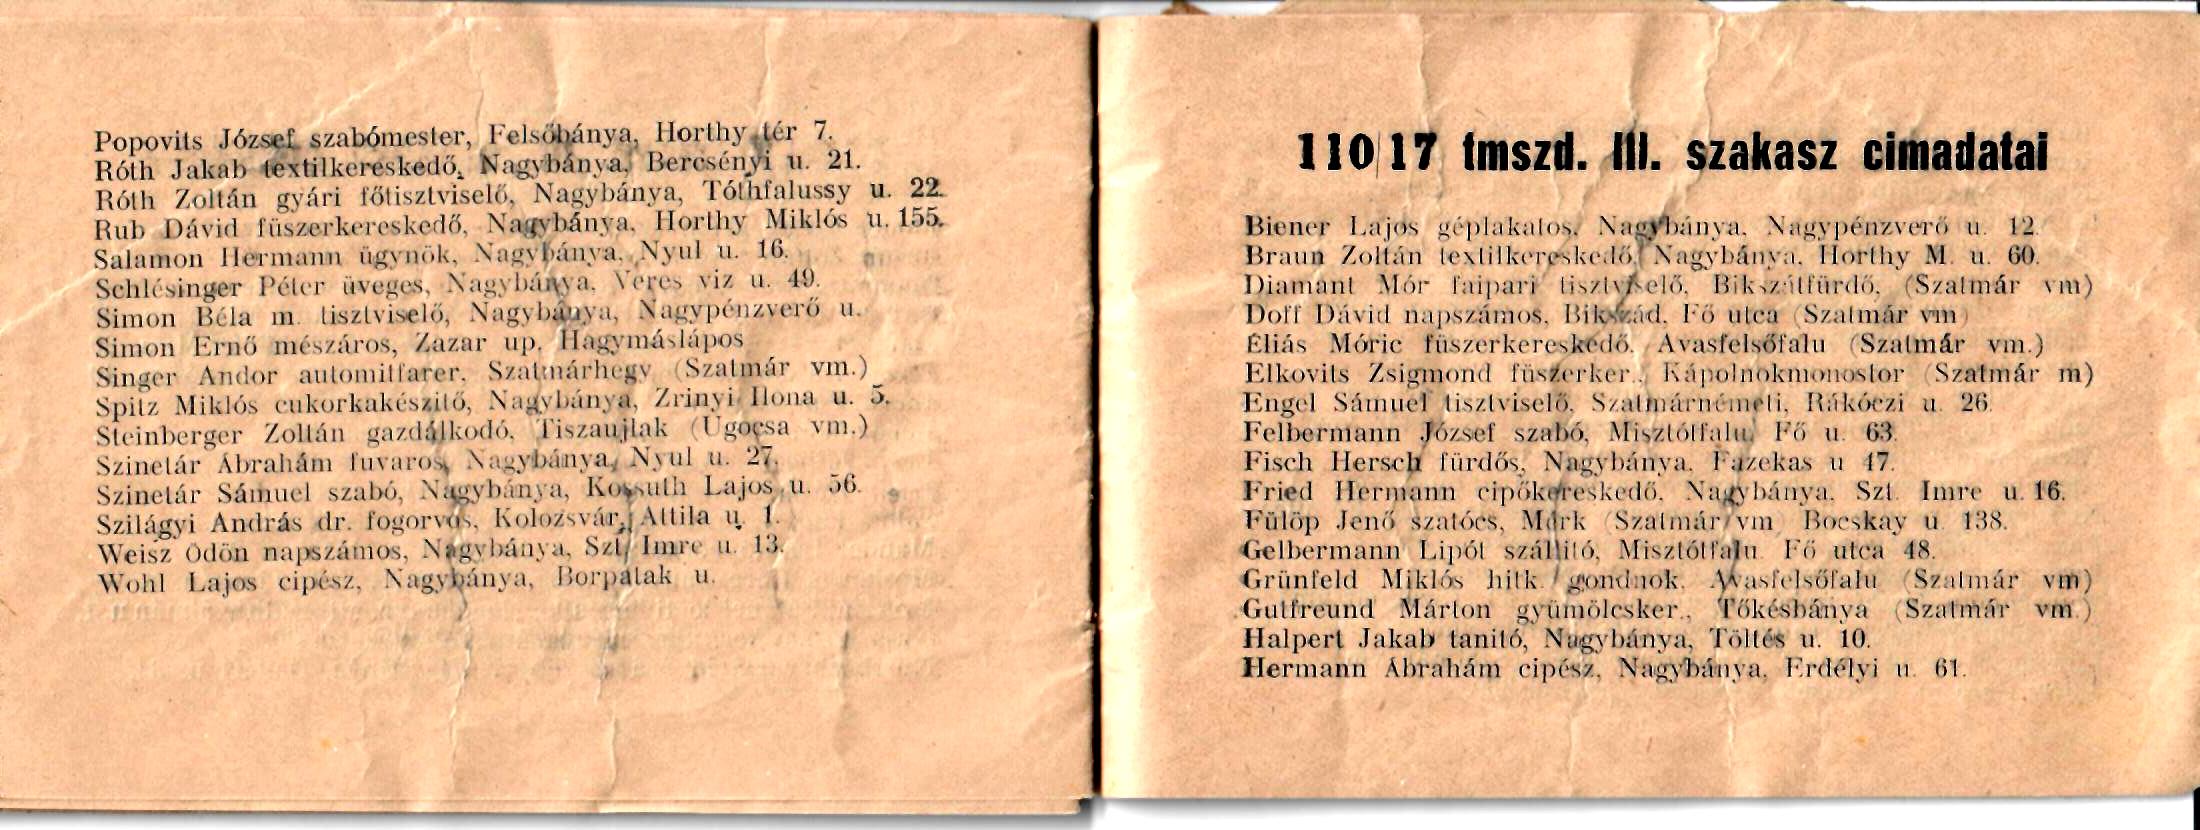 Popovits József szabómester, Felsőbánya, Horthy tér 7.
Róth Jakab textilkereskedő, Nagybánya, Bercsényi u. 21.
Róth Zoltán gyári főtisztviselő, Nagybánya, Tóthfalussy u. 22.
Rub Dávid füszerkereskedő, Nagybánya, Horthy Miklós u. 155.
Salamon Hermann ügynök, Nagybánya, Nyul u. 16.
Schlésinger Péter üveges, Nagybánya, Veres viz u. 49.
Simon Béla m. tisztviselő, Nagybánya, Nagypénzverő u.
Simon Ernő mészáros, Zazar up. Hagymáslápos
Singer Andor automitfarer, Szatmárhegy (Szatmár vm.)
Spitz Miklós cukorkakészitő, Nagybánya, Zrinyi Ilona u. 5.
Steinberger Zoltán gazdálkodó, Tiszaujlak (Ugocsa vm.)
Szinetár Ábrahám fuvaros, Nagybánya, Nyul u. 27.
Szinetár Sámuel szabó, Nagybánya, Kossuth Lajos u. 56.
Szilágyi András dr. fogorvos, Kolozsvár, Attila u. 1.
Weisz Ödön napszámos, Nagybánya, Szt. Imre u. 13.
Wohl Lajos cipész, Nagybánya, Borpatak u.
110/17 tmszd. III. szakasz cimadatai
Biener Lajos géplakatos, Nagybánya, Nagypénzverő u. 12.
Braun Zoltán textilkereskedő, Nagybánya, Horthy M. u. 60.
Diamant Mór faipari tisztviselő, Bikszátfürdő, (Szatmár vm)
Doff Dávid napszámos, Bikszád, Fő utca (Szatmár vm)
Éliás Móric füszerkereskedő, Avasfelsőfalu (Szatmár vm.)
Elkovits Zsigmond füszerker., Kápolnokmonostor (Szatmár m)
Engel Sámuel tisztviselő, Szatmárnémeti, Rákóczi u. 26.
Felbermann József szabó, Misztótfalu, Fő u. 63.
Fisch Hersch fürdős, Nagybánya, Fazekas u 47.
Fried Hermann cipőkereskedő, Nagybánya, Szt. Imre u. 16.
Fülöp Jenő szatócs, Mérk (Szatmár vm) Bocskay u. 138.
Gelbermann Lipót szállitó, Misztótfalu, Fő utca 48.
Grünfeld Miklós hitk. gondnok, Avasfelsőfalu (Szatmár vm)
Gutfreund Márton gyümölcsker., Tőkésbánya (Szatmár vm.)
Halpert Jakab tanitó, Nagybánya, Töltés u. 10.
Hermann Ábrahám cipész, Nagybánya, Erdélyi u. 61.